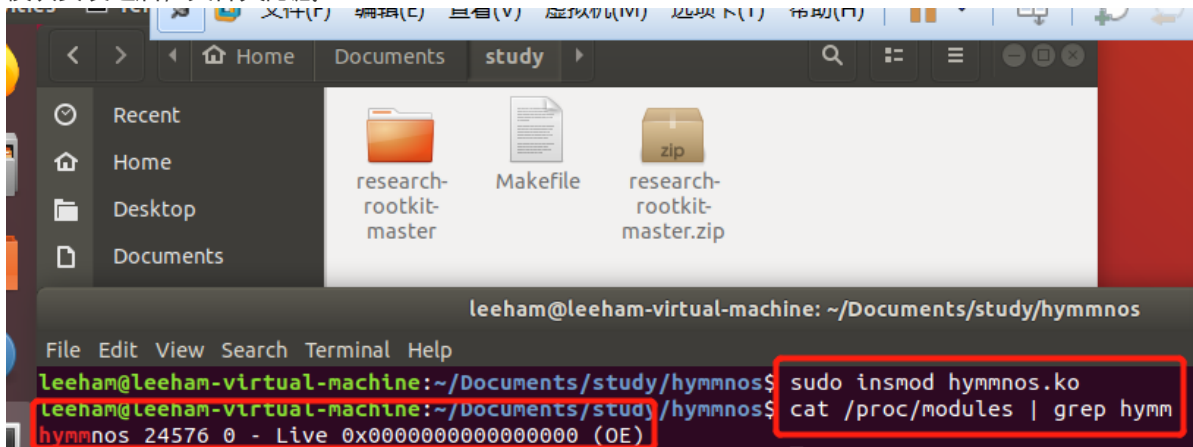 文件(F) 编辑(E) 查看(V) 虚拟机(M) 选项卡(T) 帮助(H)
Home Documents study
Recent
Home
Desktop
Documents
research-
rootkit-
master
Makefile
zip
research-
rootkit-
master.zip
leeham@leeham-virtual-machine: ~/Documents/study/hymmnos
File Edit View Search Terminal Help
leeham@leeham-virtual-machine:~/Documents/study/hymmnos$ sudo insmod hymmnos.ko
leeham@leeham-virtual-machine:~/Documents/study/hymmnos$ cat /proc/modules | grep hymm
hymmnos 24576 0 - Live 0x0000000000000000 (OE)